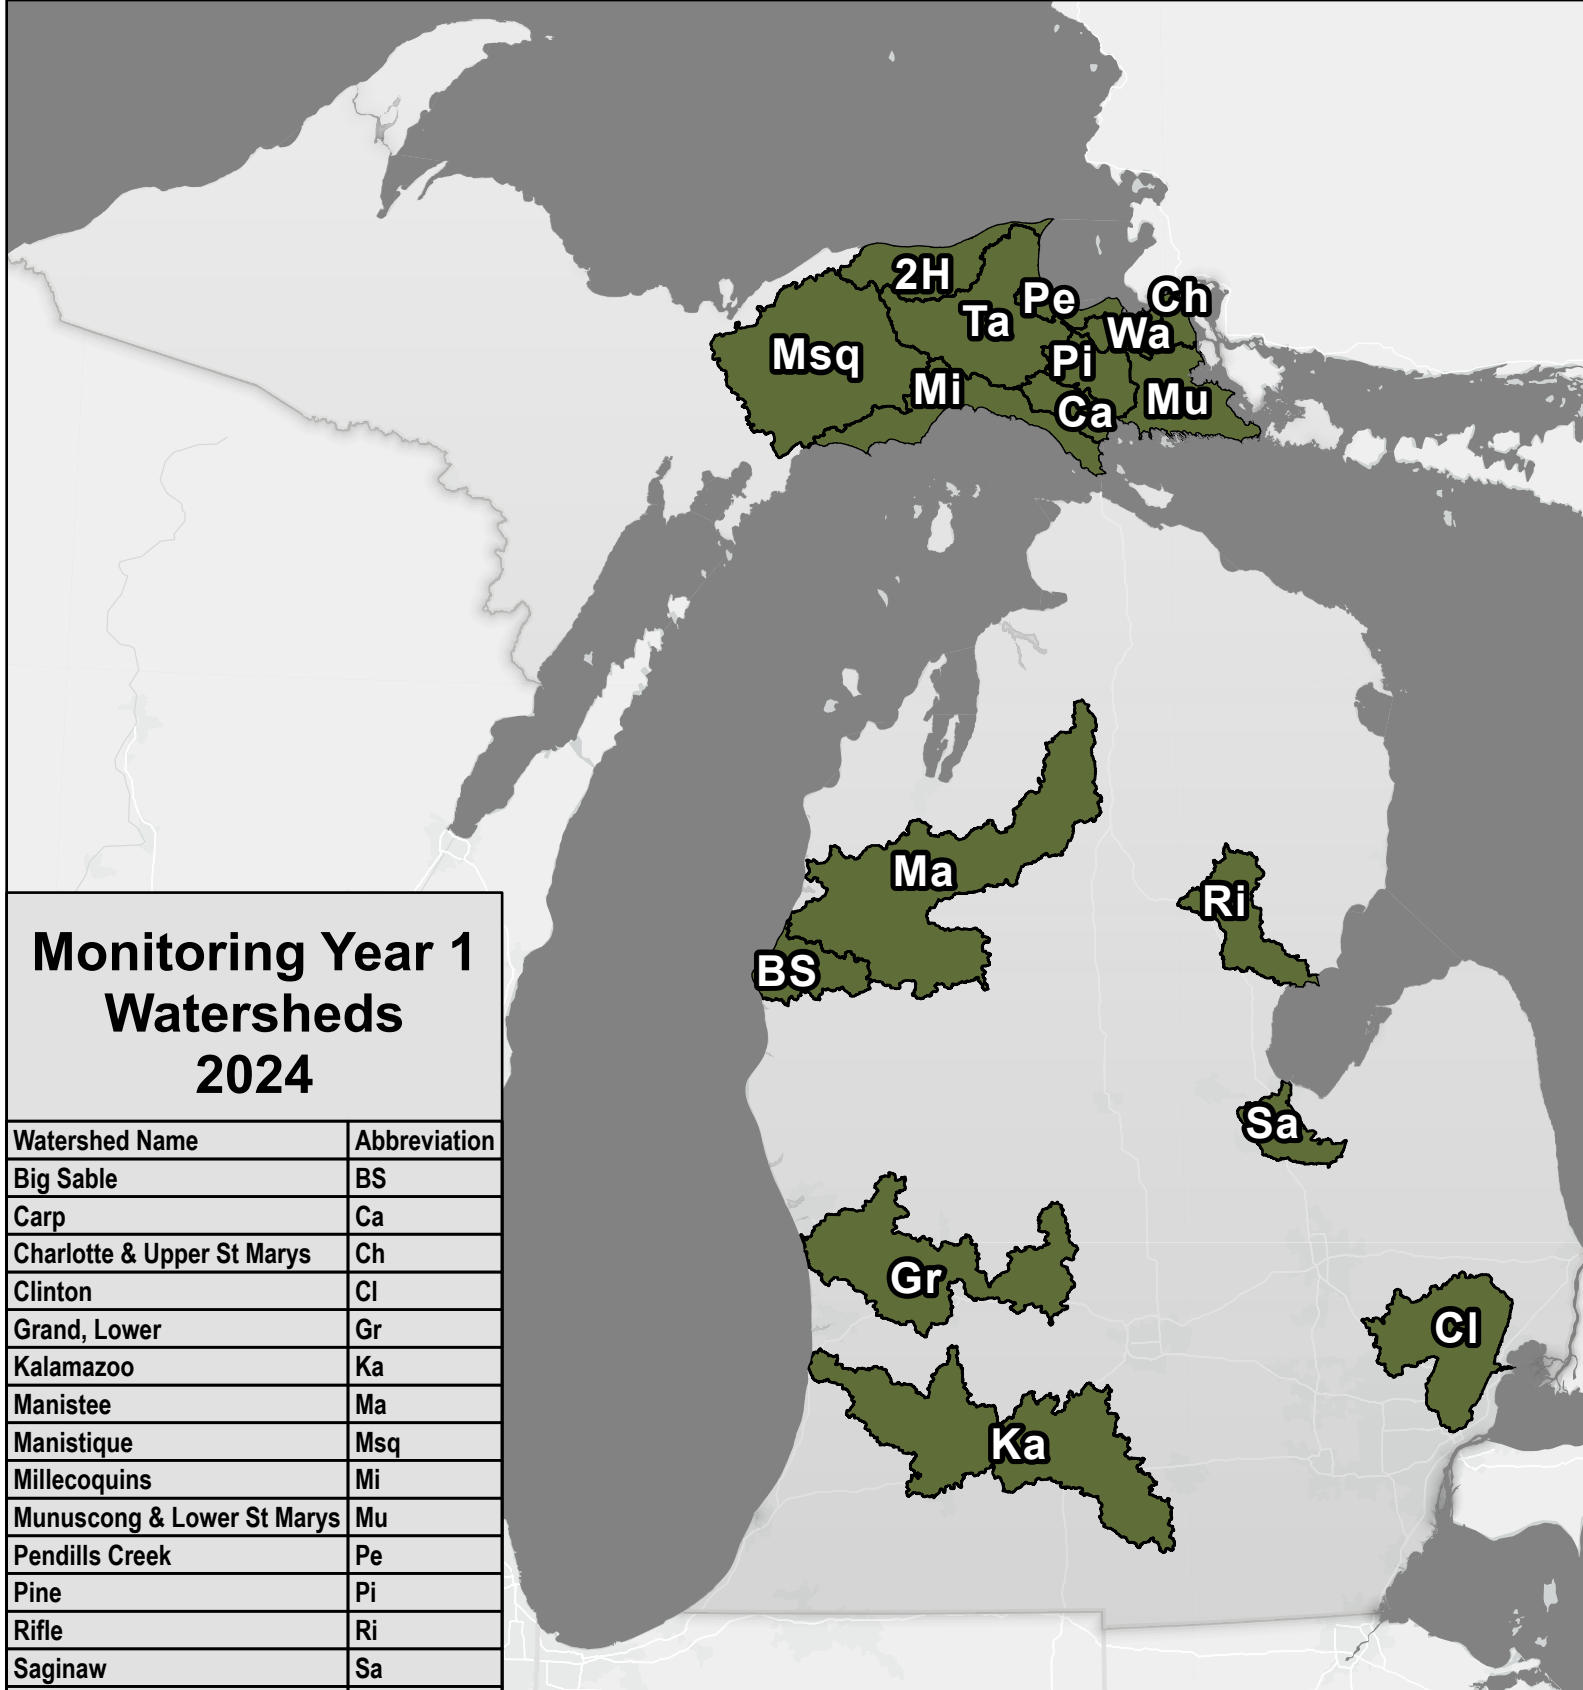 2H
Pe
Ch
Ta
Wa
Msq
Pi
Mi
Ca
Mu
Ma
Ri
BS
Sa
Gr
Cl
Ka
Monitoring Year 1
Watersheds
2024
Watershed Name Abbreviation
Big Sable BS
Carp Ca
Charlotte & Upper St Marys Ch
Clinton Cl
Grand, Lower Gr
Kalamazoo Ka
Manistee Ma
Manistique Msq
Millecoquins Mi
Munuscong & Lower St Marys Mu
Pendills Creek Pe
Pine Pi
Rifle Ri
Saginaw Sa